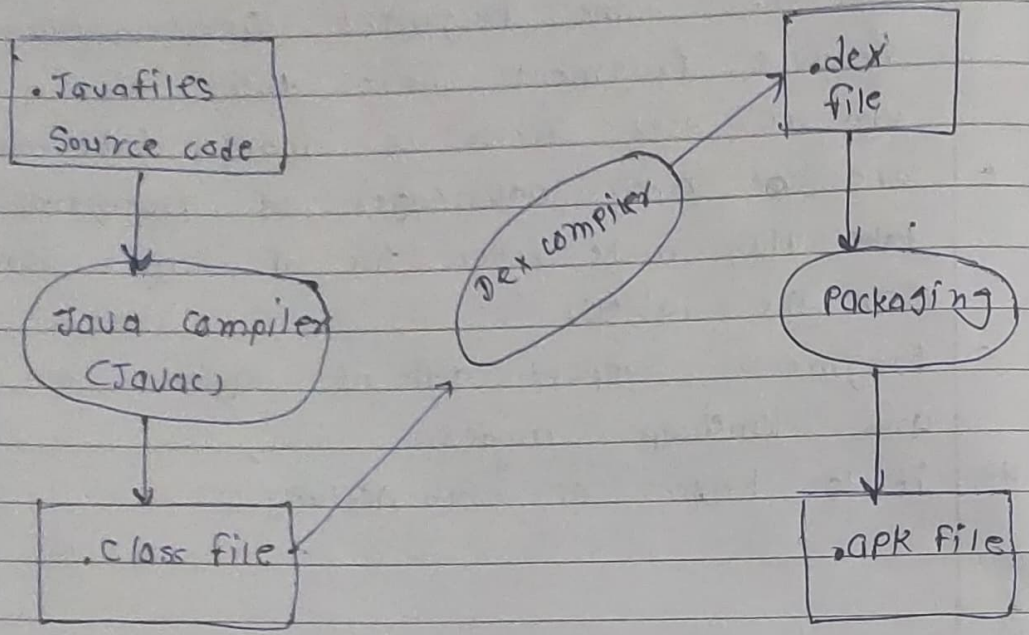 .Javafiles
Source code
Java compiler
(Javac)
.class file
Dex compiler
.dex
file
Packaging
.apk file